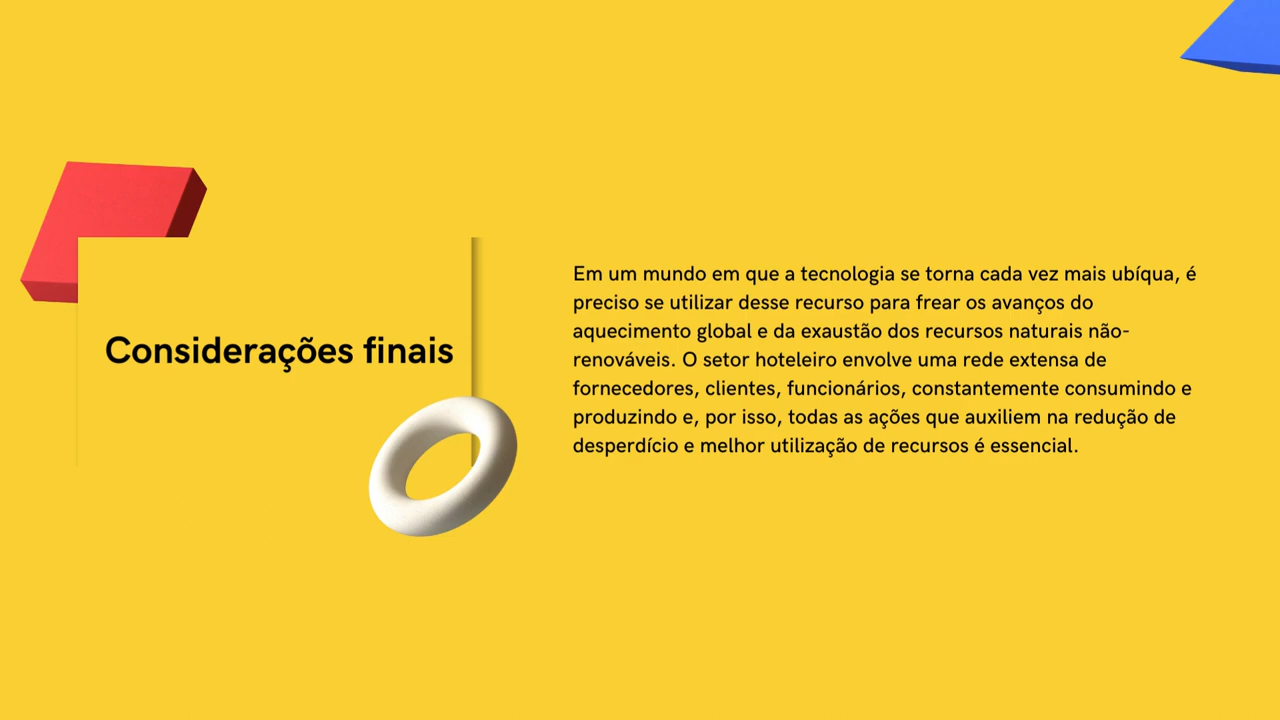 Considerações finais
Em um mundo em que a tecnologia se torna cada vez mais ubíqua, é
preciso se utilizar desse recurso para frear os avanços do
aquecimento global e da exaustão dos recursos naturais não-
renováveis. O setor hoteleiro envolve uma rede extensa de
fornecedores, clientes, funcionários, constantemente consumindo e
produzindo e, por isso, todas as ações que auxiliem na redução de
desperdício e melhor utilização de recursos é essencial.